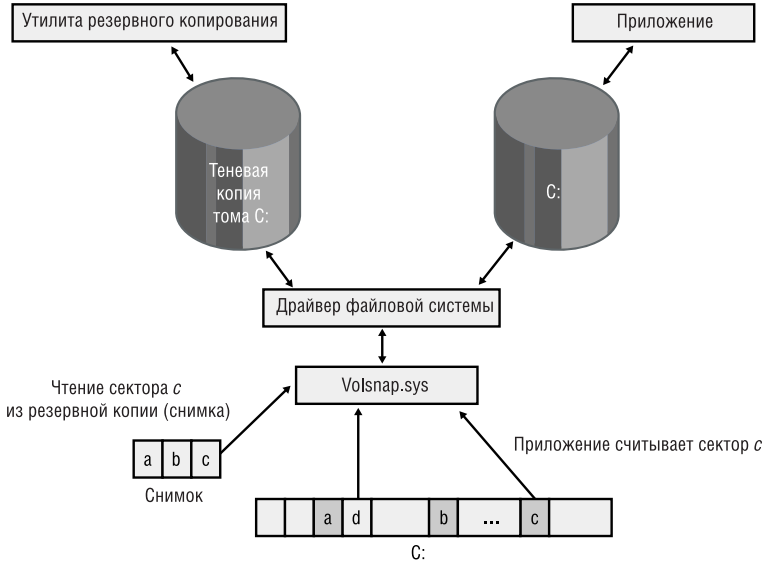 Утилита резервного копирования
Приложение
Теневая
копия
тома C:
C:
Драйвер файловой системы
Volsnap.sys
Чтение сектора c
из резервной копии (снимка)
a b c
Снимок
Приложение считывает сектор c
a d b ... c
C: